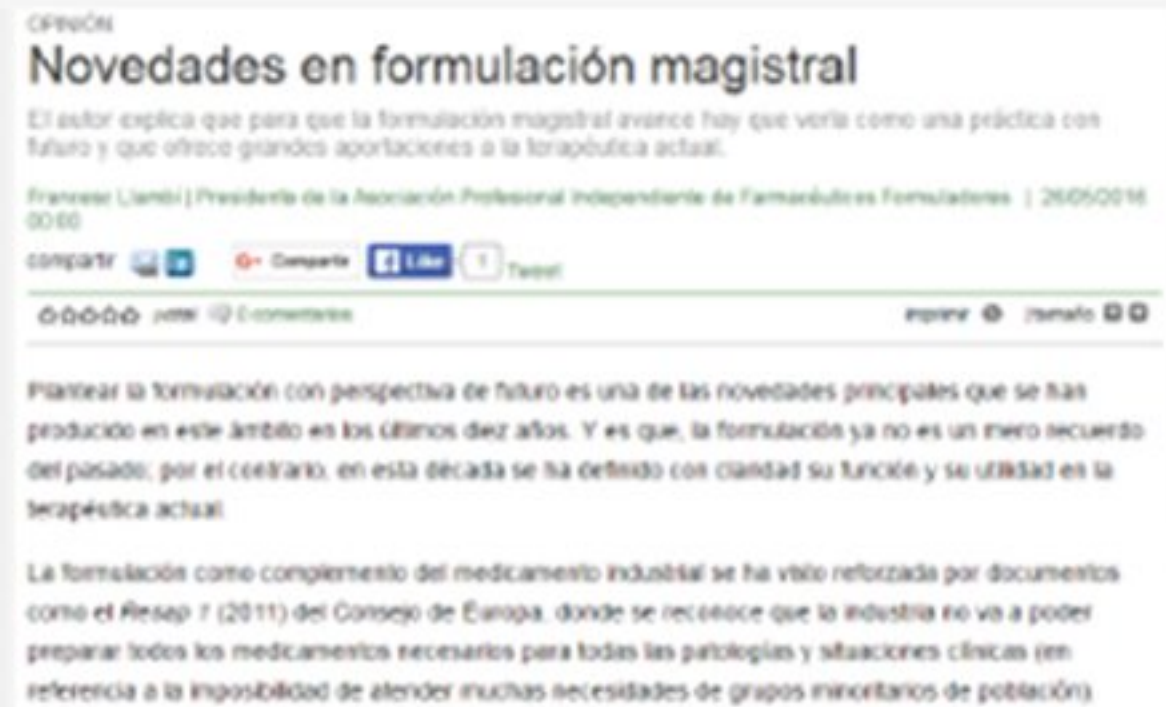 OPINIÓN
Novedades en formulación magistral
El autor explica que para que la formulación magistral avance hay que verla como una práctica con
futuro y que ofrece grandes aportaciones a la terapéutica actual.
Francesc Llambí | Presidente de la Asociación Profesional Independiente de Farmacéuticos Formuladores | 26/05/2016
00:00
compartir G+ Compartir Like 1 Tweet
0 comentarios imprimir tamaño
Plantear la formulación con perspectiva de futuro es una de las novedades principales que se han
producido en este ámbito en los últimos diez años. Y es que, la formulación ya no es un mero recuerdo
del pasado; por el contrario, en esta década se ha definido con claridad su función y su utilidad en la
terapéutica actual.
La formulación como complemento del medicamento industrial se ha visto reforzada por documentos
como el Resap 1 (2011) del Consejo de Europa, donde se reconoce que la industria no va a poder
preparar todos los medicamentos necesarios para todas las patologías y situaciones clínicas (en
referencia a la imposibilidad de atender muchas necesidades de grupos minoritarios de población).